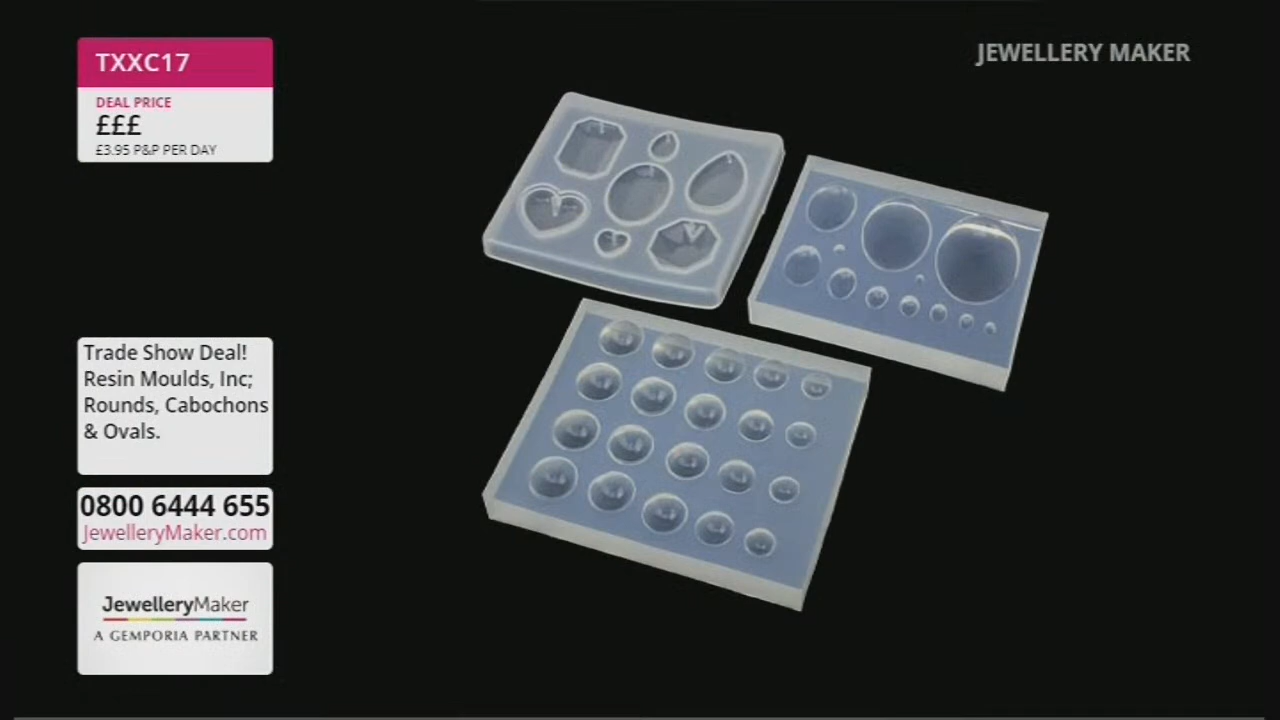 TXXC17
DEAL PRICE
£££
£3.95 P&P PER DAY
JEWELLERY MAKER
Trade Show Deal!
Resin Moulds, Inc;
Rounds, Cabochons
& Ovals.
0800 6444 655
JewelleryMaker.com
JewelleryMaker
A GEMPORIA PARTNER